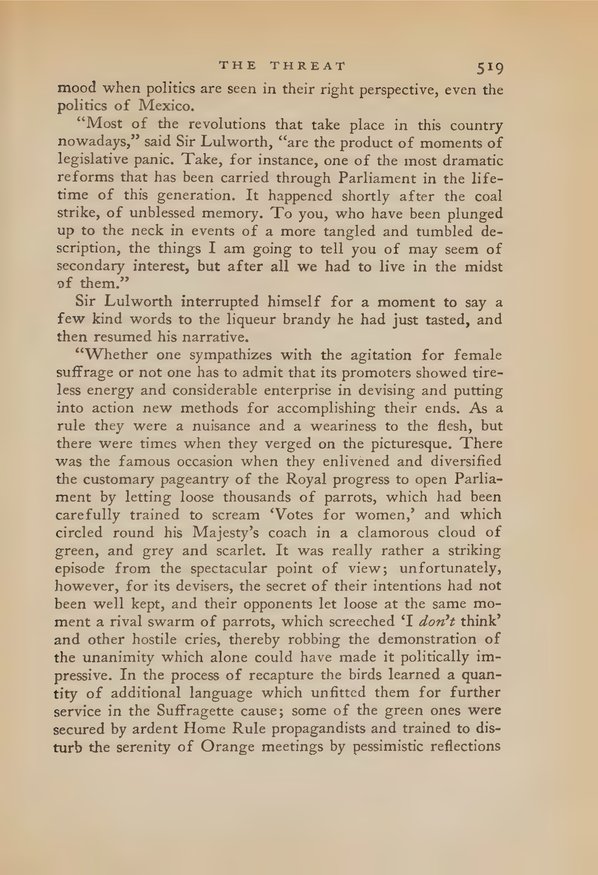 THE THREAT 519
mood when politics are seen in their right perspective, even the
politics of Mexico.
“Most of the revolutions that take place in this country
nowadays,” said Sir Lulworth, “are the product of moments of
legislative panic. Take, for instance, one of the most dramatic
reforms that has been carried through Parliament in the life-
time of this generation. It happened shortly after the coal
strike, of unblessed memory. To you, who have been plunged
up to the neck in events of a more tangled and tumbled de-
scription, the things I am going to tell you of may seem of
secondary interest, but after all we had to live in the midst
of them.”
Sir Lulworth interrupted himself for a moment to say a
few kind words to the liqueur brandy he had just tasted, and
then resumed his narrative.
“Whether one sympathizes with the agitation for female
suffrage or not one has to admit that its promoters showed tire-
less energy and considerable enterprise in devising and putting
into action new methods for accomplishing their ends. As a
rule they were a nuisance and a weariness to the flesh, but
there were times when they verged on the picturesque. There
was the famous occasion when they enlivened and diversified
the customary pageantry of the Royal progress to open Parlia-
ment by letting loose thousands of parrots, which had been
carefully trained to scream ‘Votes for women,’ and which
circled round his Majesty’s coach in a clamorous cloud of
green, and grey and scarlet. It was really rather a striking
episode from the spectacular point of view; unfortunately,
however, for its devisers, the secret of their intentions had not
been well kept, and their opponents let loose at the same mo-
ment a rival swarm of parrots, which screeched ‘I don’t think’
and other hostile cries, thereby robbing the demonstration of
the unanimity which alone could have made it politically im-
pressive. In the process of recapture the birds learned a quan-
tity of additional language which unfitted them for further
service in the Suffragette cause; some of the green ones were
secured by ardent Home Rule propagandists and trained to dis-
turb the serenity of Orange meetings by pessimistic reflections